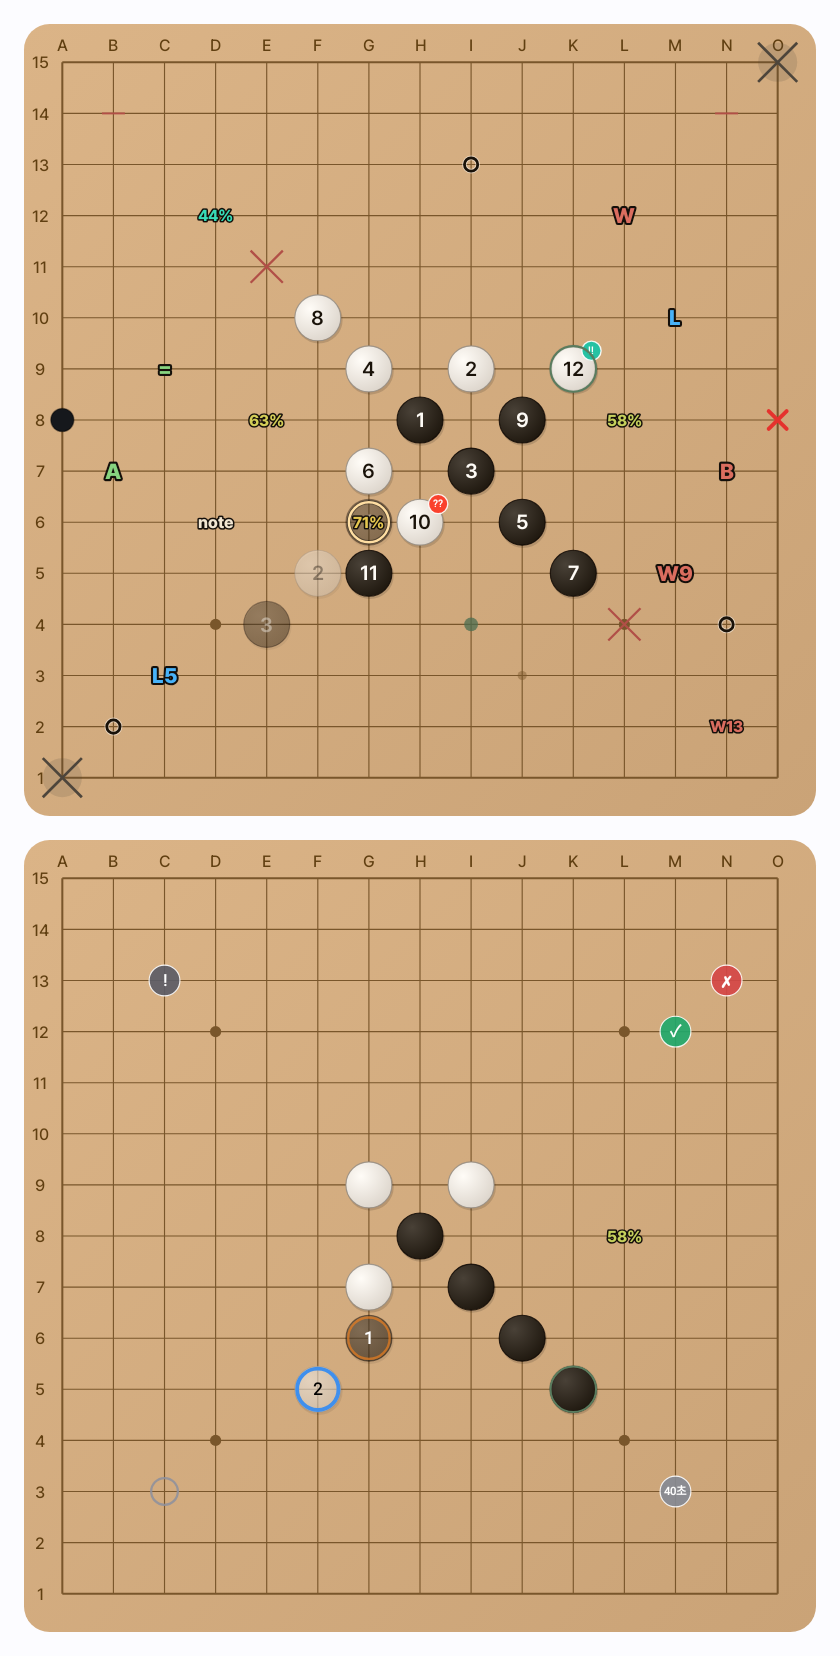 A B C D E F G H I J K L M N O
15
14
13
12 44% W
11
10 8 L
9 = 4 2 12 !!
8 63% 1 9 58%
7 A 6 3 B
6 note 71% 10 ?? 5
5 2 11 7 W9
4 3
3 L5
2 W13
1
A B C D E F G H I J K L M N O
15
14
13 ! ✗
12 ✓
11
10
9
8 58%
7
6 1
5 2
4
3 40초
2
1